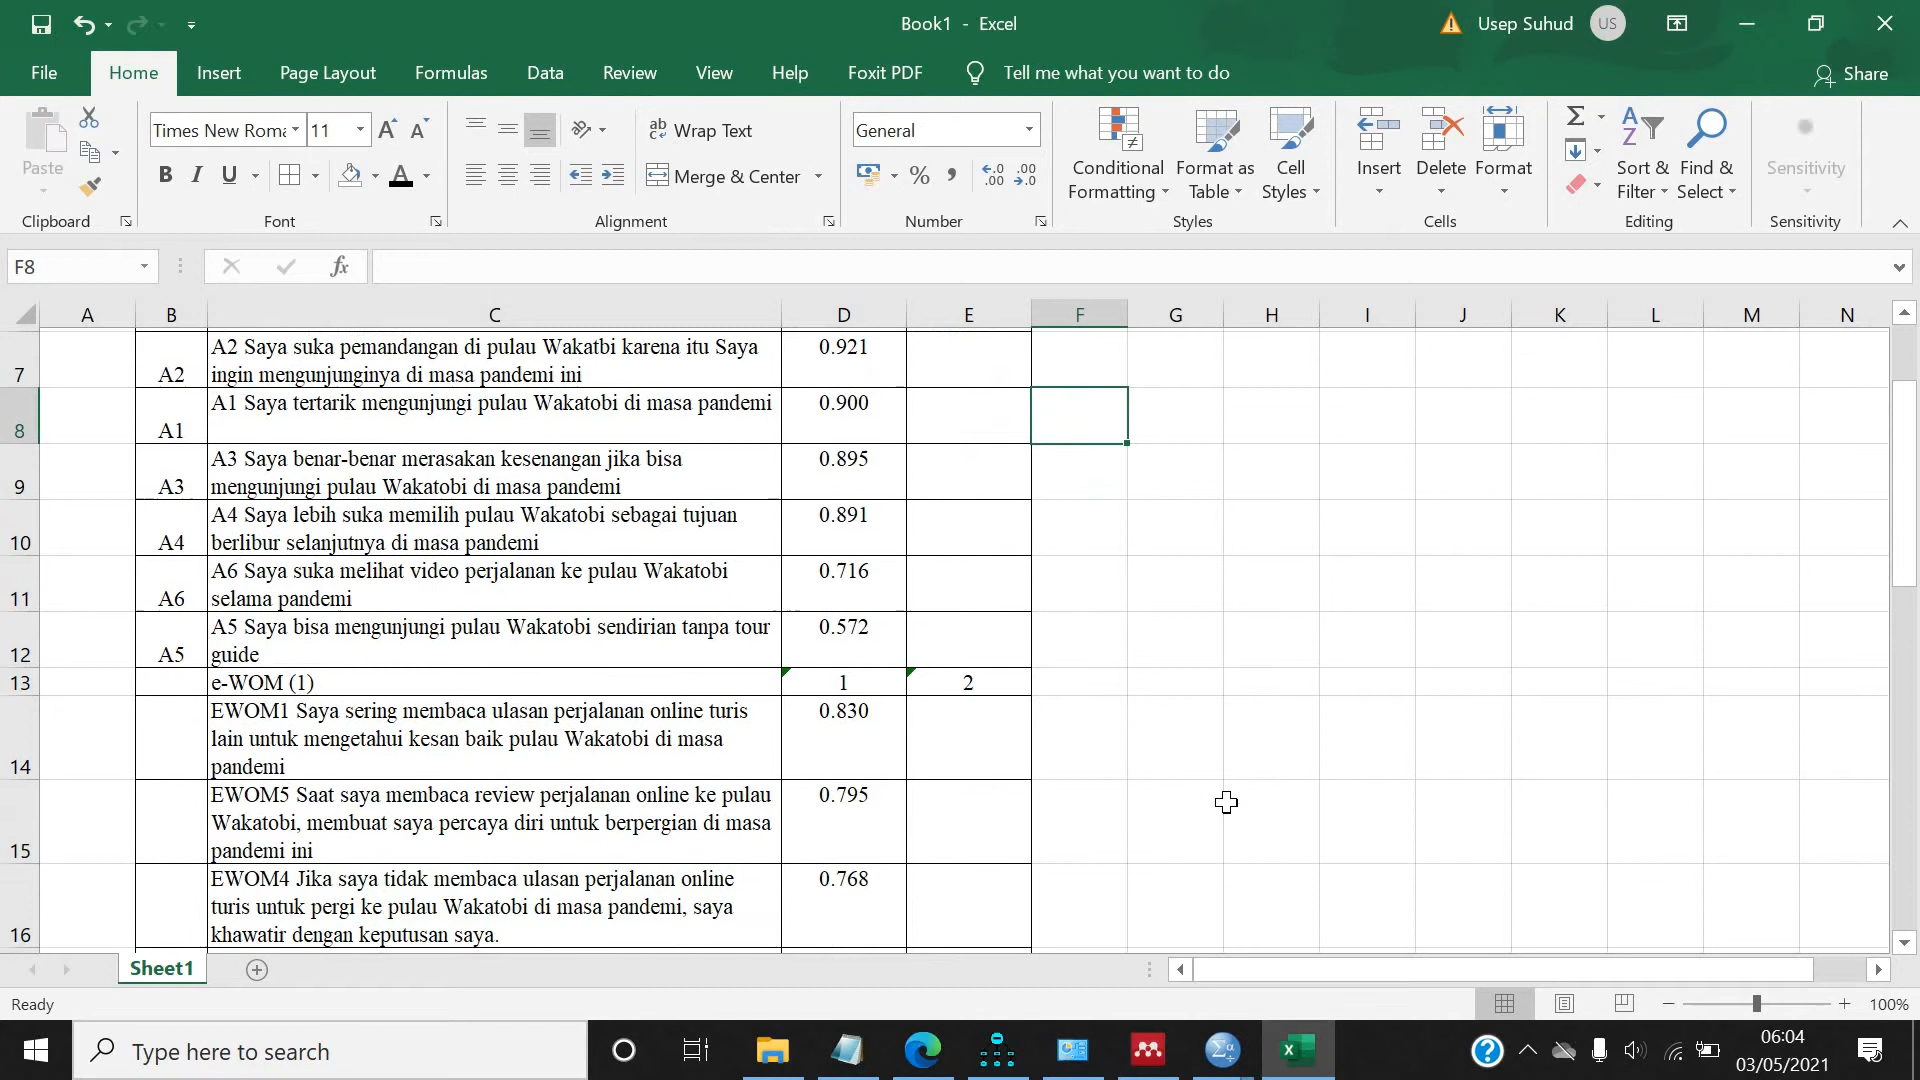 Book1 - Excel
Usep Suhud
US
File
Home
Insert
Page Layout
Formulas
Data
Review
View
Help
Foxit PDF
Tell me what you want to do
Share
Paste
Clipboard
Times New Roma
11
B I U
Font
Wrap Text
Merge & Center
Alignment
General
Number
Conditional Formatting
Format as Table
Cell Styles
Styles
Insert
Delete
Format
Cells
Sort & Filter
Find & Select
Editing
Sensitivity
Sensitivity
F8
fx
A B C D E F G H I J K L M N
7 A2 A2 Saya suka pemandangan di pulau Wakatbi karena itu Saya 0.921
ingin mengunjunginya di masa pandemi ini
8 A1 A1 Saya tertarik mengunjungi pulau Wakatobi di masa pandemi 0.900
9 A3 A3 Saya benar-benar merasakan kesenangan jika bisa 0.895
mengunjungi pulau Wakatobi di masa pandemi
10 A4 A4 Saya lebih suka memilih pulau Wakatobi sebagai tujuan 0.891
berlibur selanjutnya di masa pandemi
11 A6 A6 Saya suka melihat video perjalanan ke pulau Wakatobi 0.716
selama pandemi
12 A5 A5 Saya bisa mengunjungi pulau Wakatobi sendirian tanpa tour 0.572
guide
13 e-WOM (1) 1 2
14 EWOM1 Saya sering membaca ulasan perjalanan online turis 0.830
lain untuk mengetahui kesan baik pulau Wakatobi di masa
pandemi
15 EWOM5 Saat saya membaca review perjalanan online ke pulau 0.795
Wakatobi, membuat saya percaya diri untuk berpergian di masa
pandemi ini
16 EWOM4 Jika saya tidak membaca ulasan perjalanan online 0.768
turis untuk pergi ke pulau Wakatobi di masa pandemi, saya
khawatir dengan keputusan saya.
Sheet1
Ready
100%
Type here to search
06:04
03/05/2021